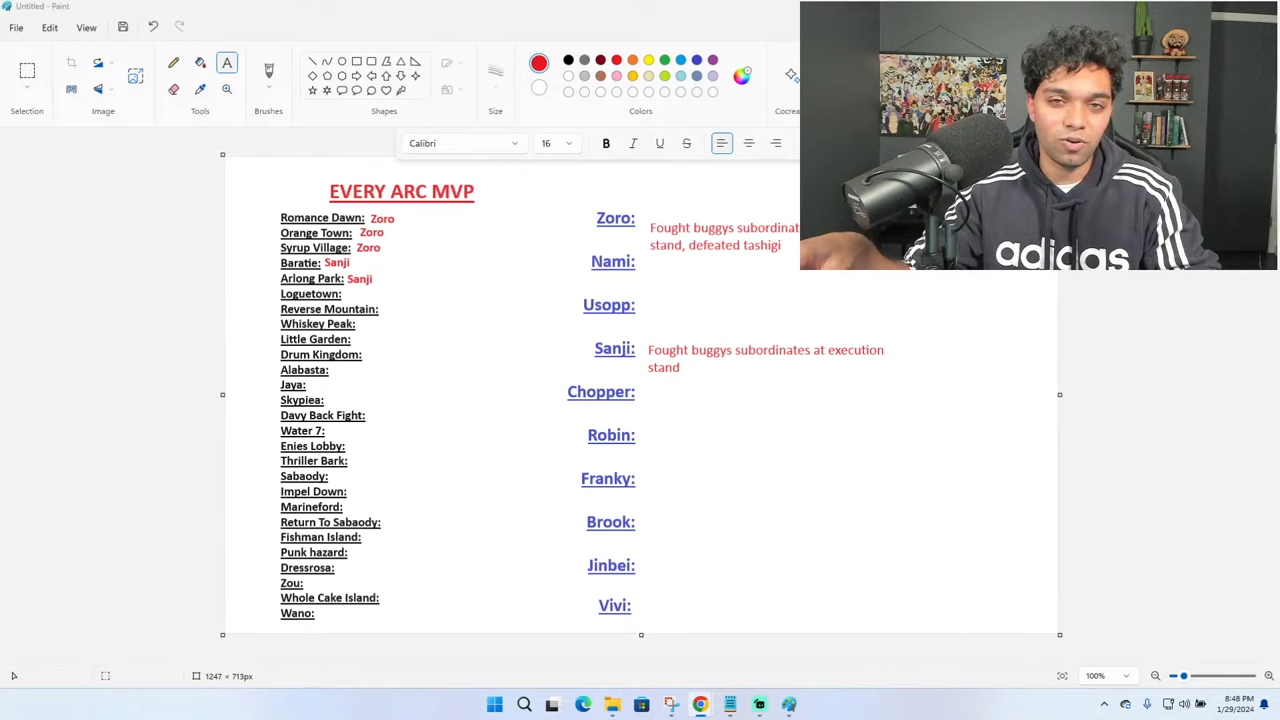 Untitled - Paint
File Edit View
Selection
Image
Tools
Brushes
Shapes
Size
Colors
Calibri
16
B I U S
EVERY ARC MVP
Romance Dawn: Zoro
Orange Town: Zoro
Syrup Village: Zoro
Baratie: Sanji
Arlong Park: Sanji
Loguetown:
Reverse Mountain:
Whiskey Peak:
Little Garden:
Drum Kingdom:
Alabasta:
Jaya:
Skypiea:
Davy Back Fight:
Water 7:
Enies Lobby:
Thriller Bark:
Sabaody:
Impel Down:
Marineford:
Return To Sabaody:
Fishman Island:
Punk hazard:
Dressrosa:
Zou:
Whole Cake Island:
Wano:
Zoro:
Fought buggys subordinat
stand, defeated tashigi
Nami:
Usopp:
Sanji:
Fought buggys subordinates at execution
stand
Chopper:
Robin:
Franky:
Brook:
Jinbei:
Vivi:
adidas
1247 × 713px
100%
8:48 PM
1/29/2024